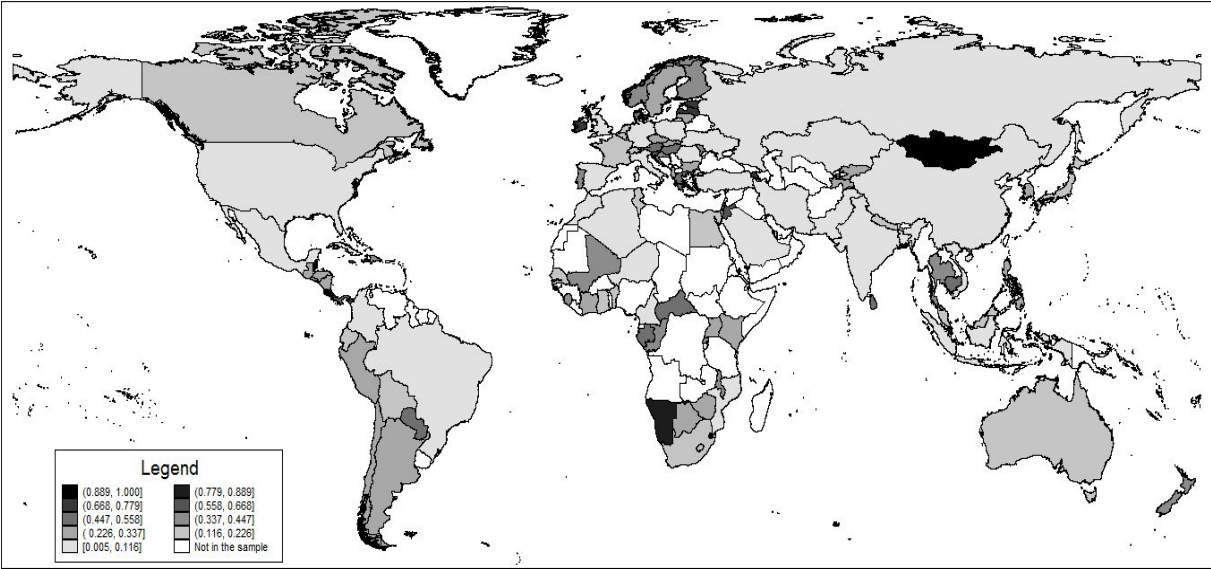 Legend
(0.889, 1.000] (0.779, 0.889]
(0.668, 0.779] (0.558, 0.668]
(0.447, 0.558] (0.337, 0.447]
( 0.226, 0.337] (0.116, 0.226]
[0.005, 0.116] Not in the sample